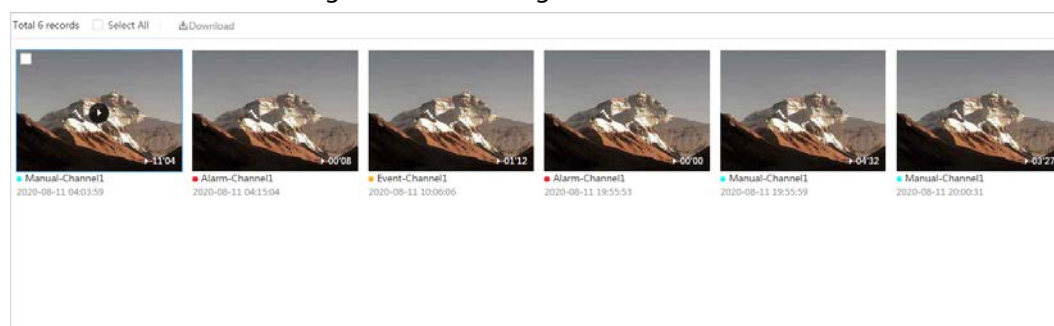 Total 6 records Select All Download
11:04 00:08 01:12 00:00 04:32 03:27
Manual-Channel1 Alarm-Channel1 Event-Channel1 Alarm-Channel1 Manual-Channel1 Manual-Channel1
2020-08-11 04:03:59 2020-08-11 04:15:04 2020-08-11 10:06:06 2020-08-11 19:55:53 2020-08-11 19:55:59 2020-08-11 20:00:31